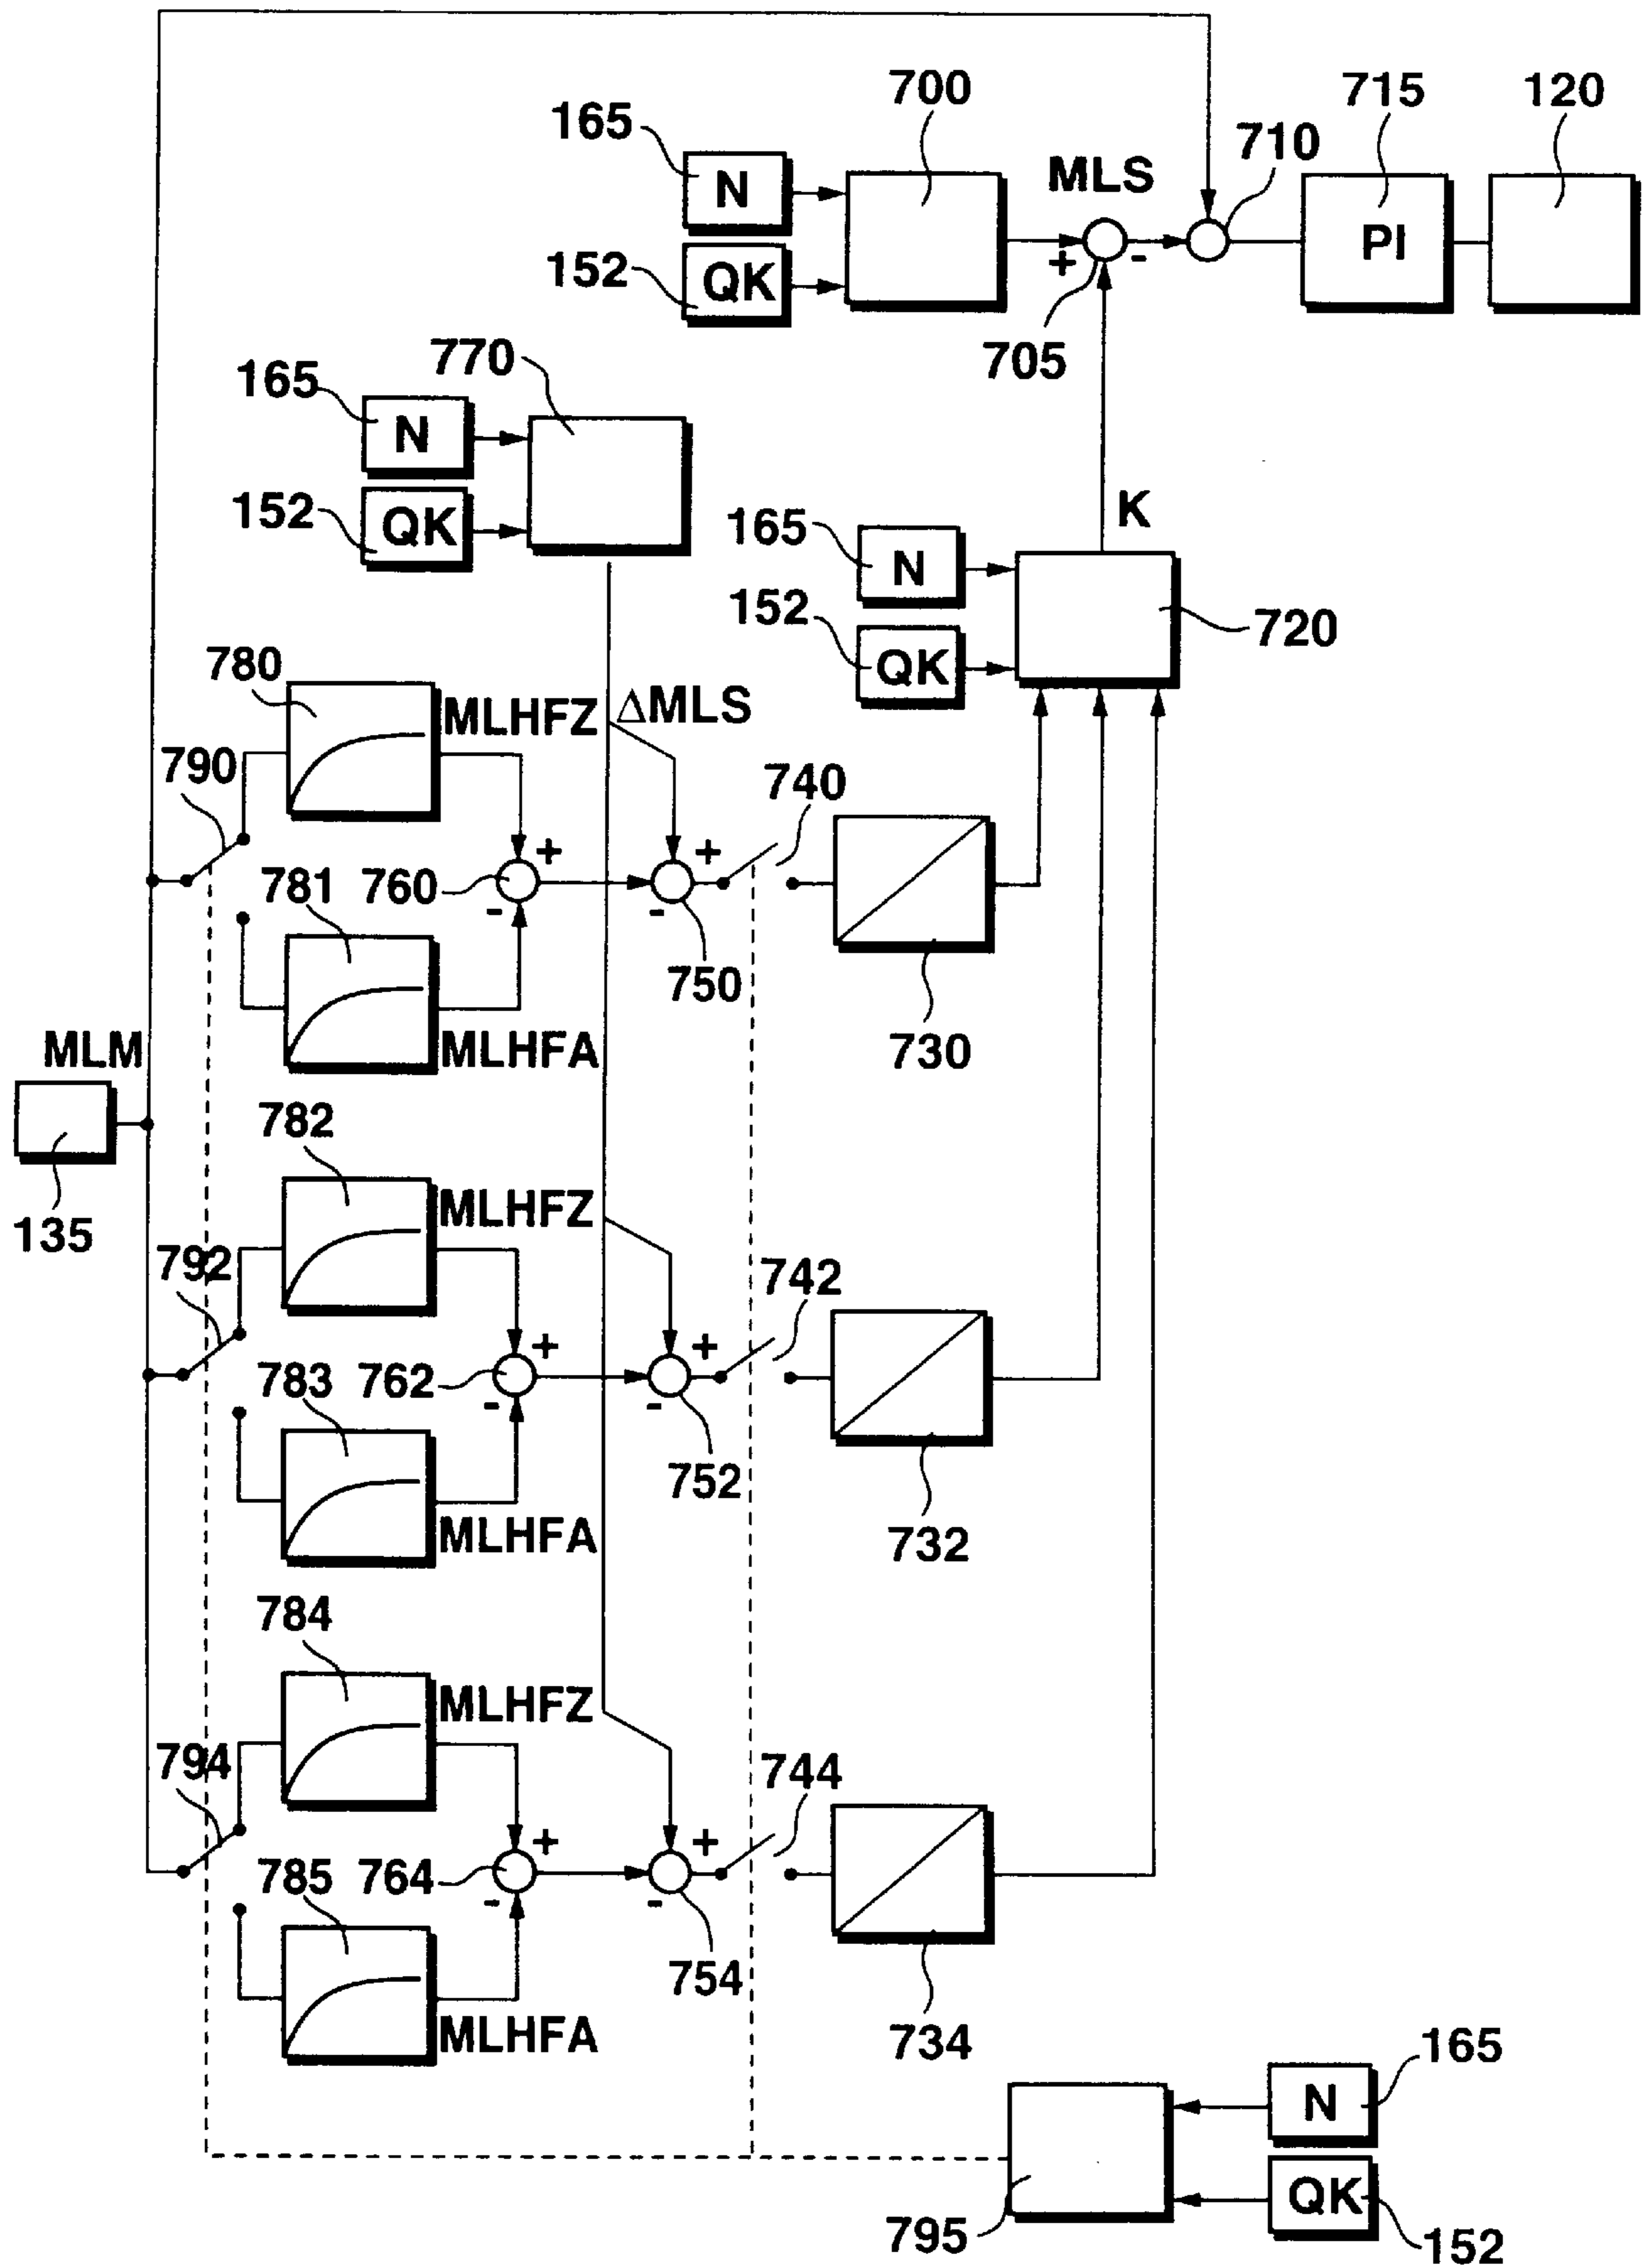 700
715
120
165
710
N
MLS
PI
152
QK
+
-
705
770
165
N
152
QK
K
165
N
152
QK
720
780
MLHFZ
ΔMLS
790
740
+
+
781
760
-
-
750
MLHFA
730
MLM
135
782
MLHFZ
792
742
+
+
783
762
-
-
752
MLHFA
732
784
MLHFZ
794
744
+
+
785
764
-
-
754
MLHFA
734
165
N
QK
795
152